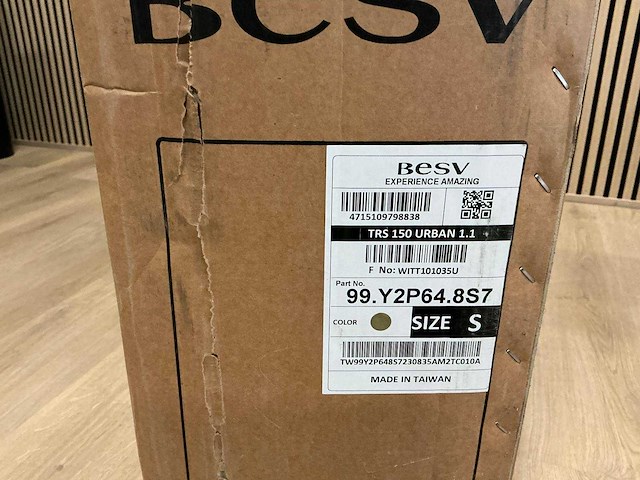 BESV
BESV
EXPERIENCE AMAZING
4715109798838
TRS 150 URBAN 1.1
F No: WITT101035U
Part No.
99.Y2P64.8S7
COLOR
SIZE S
TW99Y2P648S7230835AM2TC010A
MADE IN TAIWAN